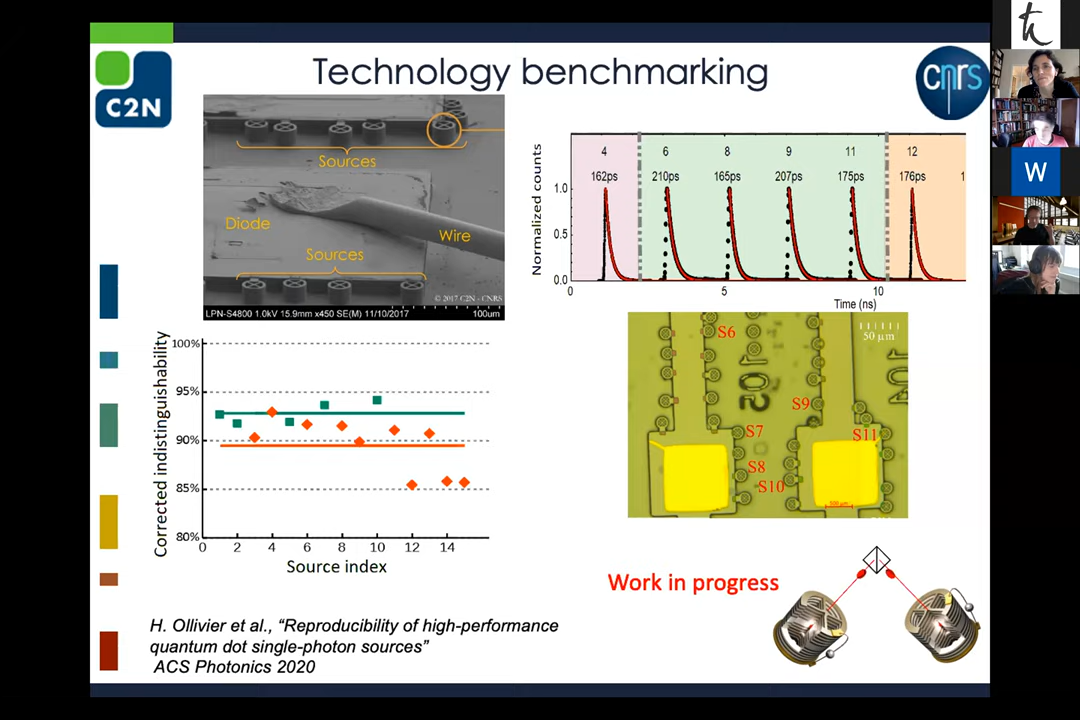 Technology benchmarking
C2N
cnrs
Sources
Diode
Wire
Sources
© 2017 C2N - CNRS
LPN-S4800 1.0kV 15.9mm x450 SE(M) 11/10/2017 100um
Normalized counts
4 6 8 9 11 12
162ps 210ps 165ps 207ps 175ps 176ps 1
1.0
0.5
0.0
0 5 10
Time (ns)
Corrected indistinguishability
100%
95%
90%
85%
80%
0 2 4 6 8 10 12 14
Source index
50 µm
S6
102
S9
S7
S11
S8
S10
Work in progress
H. Ollivier et al., “Reproducibility of high-performance
quantum dot single-photon sources”
ACS Photonics 2020
W